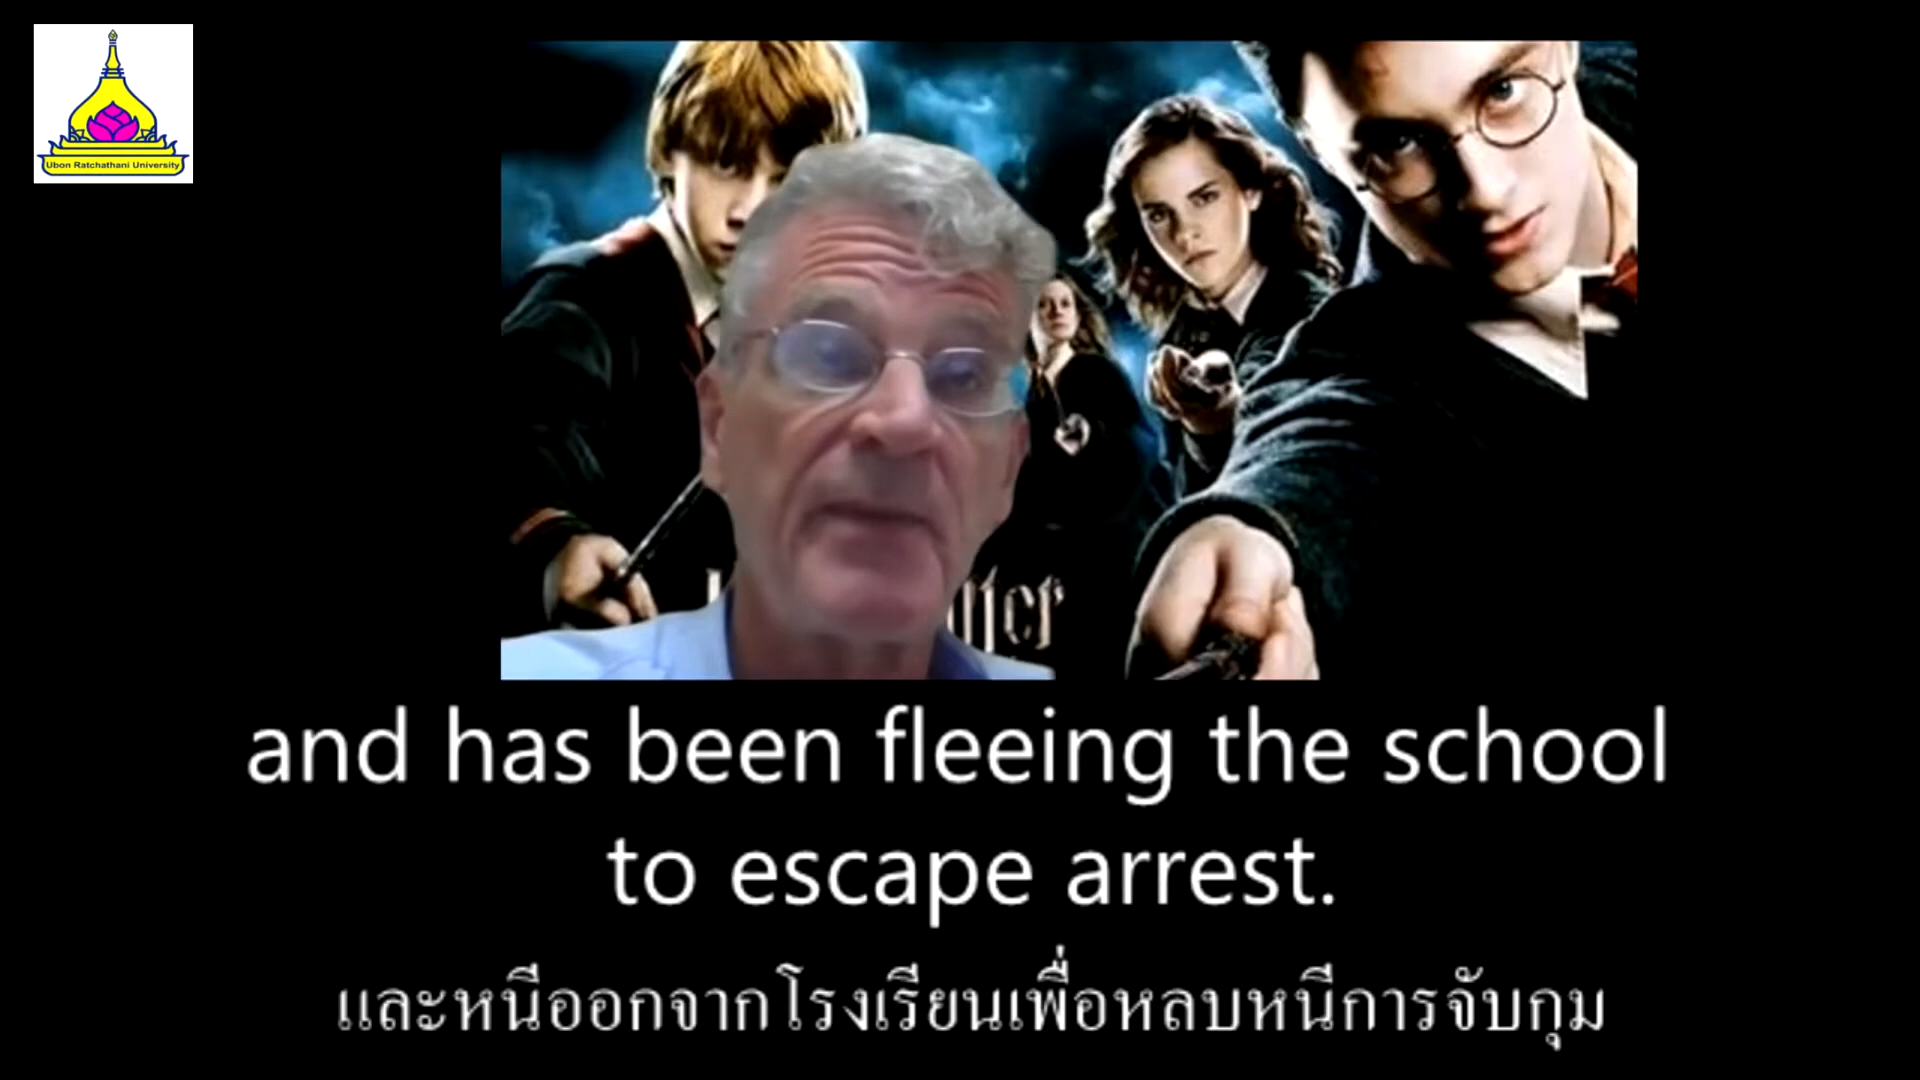 Ubon Ratchathani University
and has been fleeing the school
to escape arrest.
และหนีออกจากโรงเรียนเพื่อหลบหนีการจับกุม